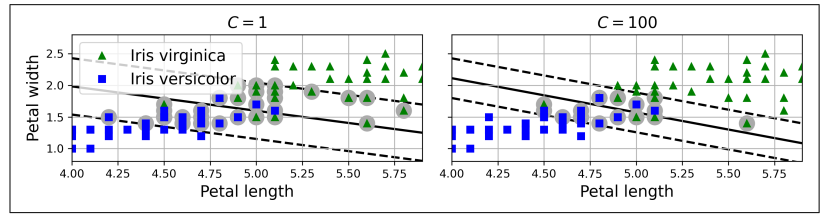 C = 1
C = 100
Petal width
2.5
2.0
1.5
1.0
Iris virginica
Iris versicolor
4.00 4.25 4.50 4.75 5.00 5.25 5.50 5.75
4.00 4.25 4.50 4.75 5.00 5.25 5.50 5.75
Petal length
Petal length